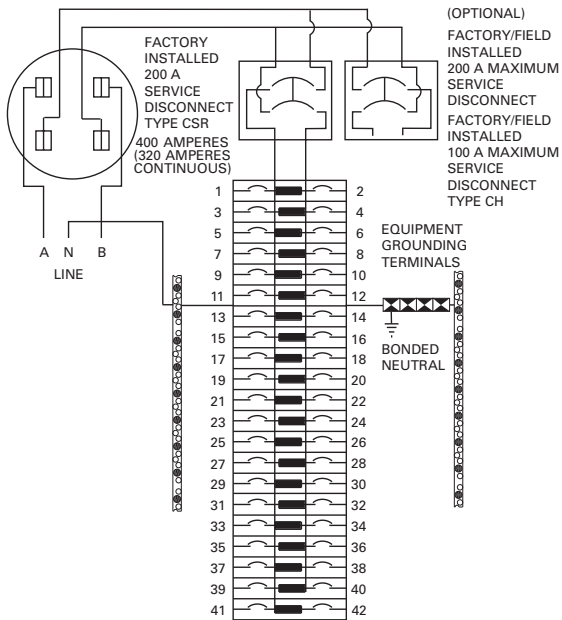 FACTORY
INSTALLED
200 A
SERVICE
DISCONNECT
TYPE CSR
400 AMPERES
(320 AMPERES
CONTINUOUS)
(OPTIONAL)
FACTORY/FIELD
INSTALLED
200 A MAXIMUM
SERVICE
DISCONNECT
FACTORY/FIELD
INSTALLED
100 A MAXIMUM
SERVICE
DISCONNECT
TYPE CH
A N B
LINE
1 2
3 4
5 6
7 8
9 10
11 12
13 14
15 16
17 18
19 20
21 22
23 24
25 26
27 28
29 30
31 32
33 34
35 36
37 38
39 40
41 42
EQUIPMENT
GROUNDING
TERMINALS
BONDED
NEUTRAL